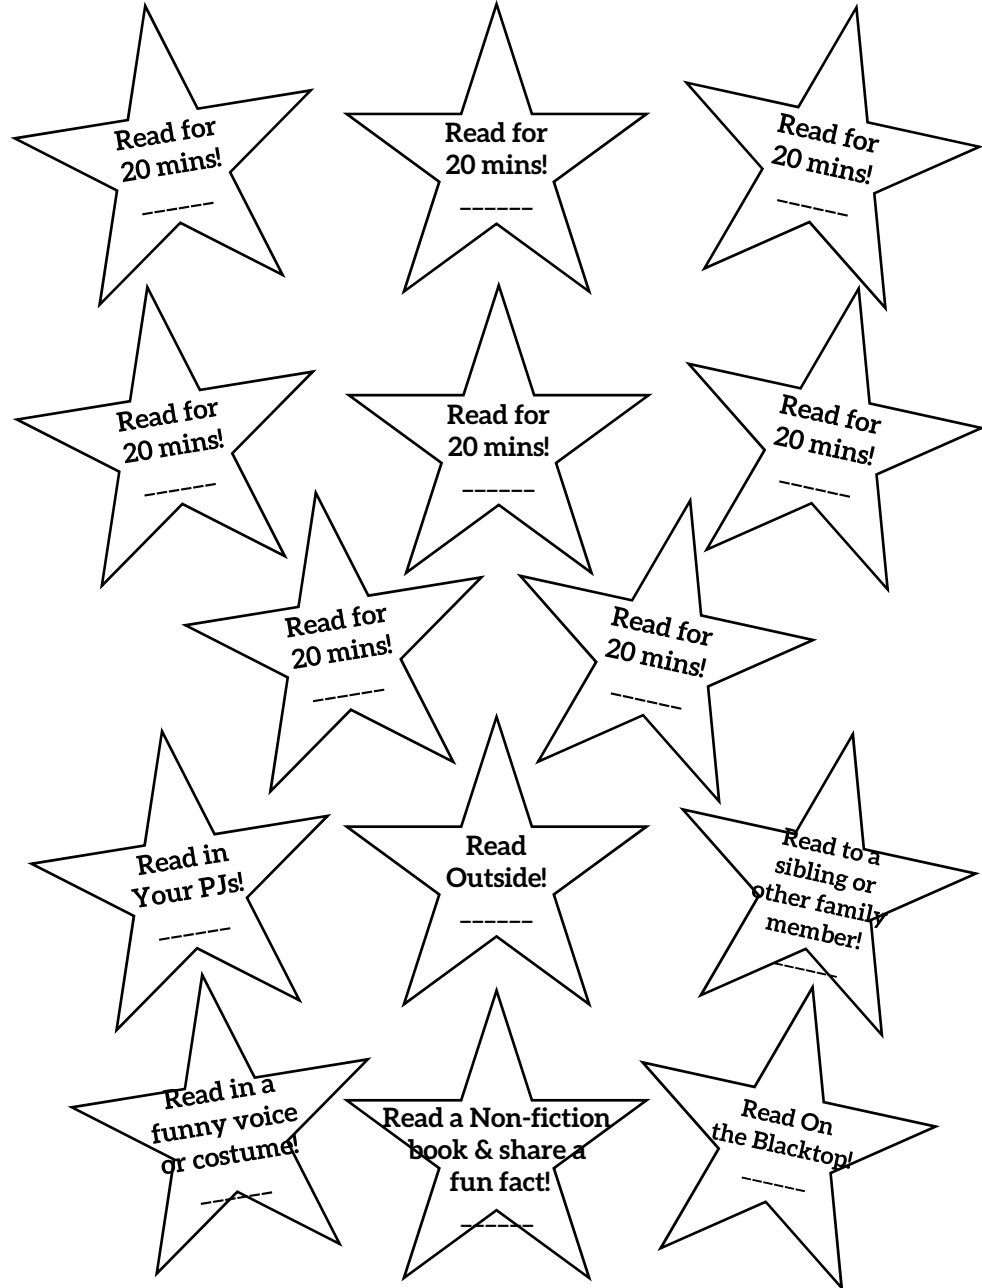 Read for
20 mins!
______
Read for
20 mins!
______
Read for
20 mins!
______
Read for
20 mins!
______
Read for
20 mins!
______
Read for
20 mins!
______
Read for
20 mins!
______
Read for
20 mins!
______
Read in
Your PJs!
______
Read
Outside!
______
Read to a
sibling or
other family
member!
______
Read in a
funny voice
or costume!
______
Read a Non-fiction
book & share a
fun fact!
______
Read On
the Blacktop!
______